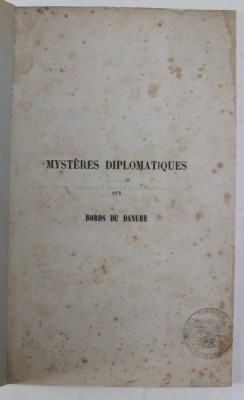 MYSTÈRES DIPLOMATIQUES
AUX
BORDS DU DANUBE